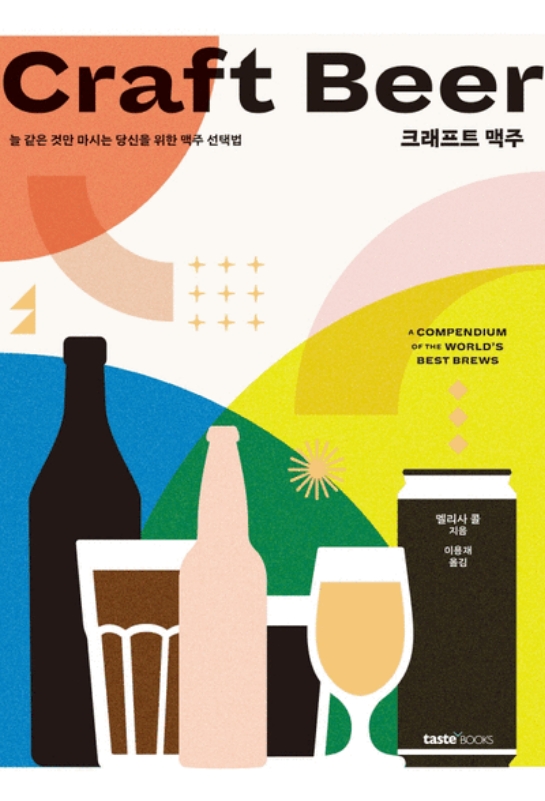 Craft Beer
늘 같은 것만 마시는 당신을 위한 맥주 선택법
크래프트 맥주
A COMPENDIUM
OF THE WORLD'S
BEST BREWS
멜리사 콜
지음
이용재
옮김
taste BOOKS